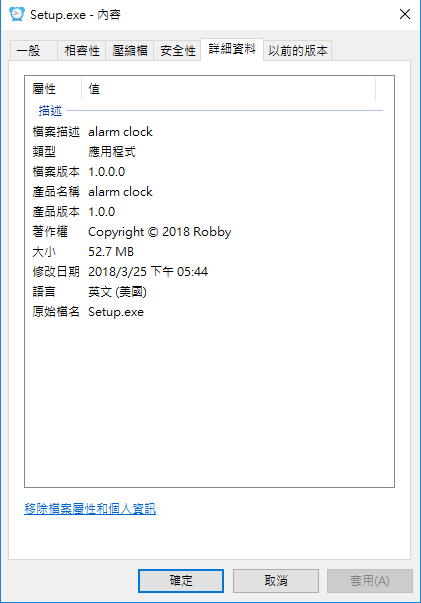 Setup.exe - 內容
一般 相容性 壓縮檔 安全性 詳細資料 以前的版本
屬性 值
描述
檔案描述 alarm clock
類型 應用程式
檔案版本 1.0.0.0
產品名稱 alarm clock
產品版本 1.0.0
著作權 Copyright © 2018 Robby
大小 52.7 MB
修改日期 2018/3/25 下午 05:44
語言 英文 (美國)
原始檔名 Setup.exe
移除檔案屬性和個人資訊
確定 取消 套用(A)